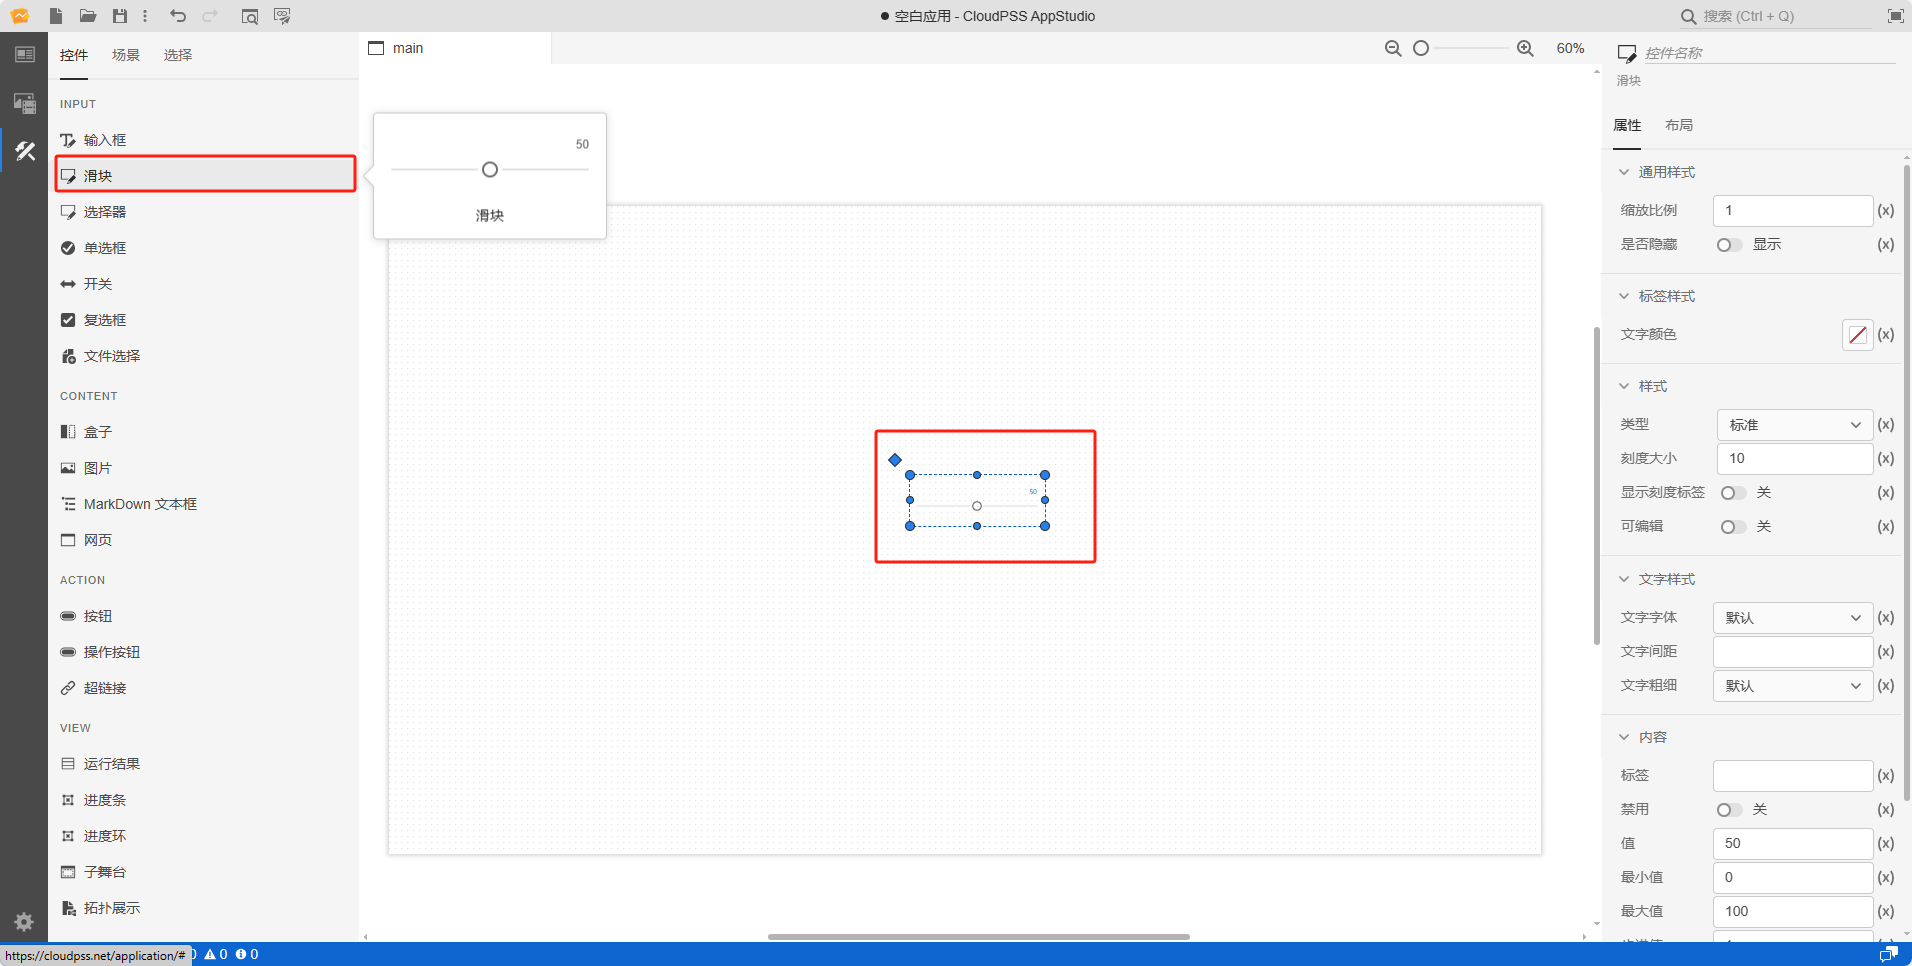 空白应用 - CloudPSS AppStudio
搜索 (Ctrl + Q)
控件
场景
选择
INPUT
输入框
滑块
选择器
单选框
开关
复选框
文件选择
CONTENT
盒子
图片
MarkDown 文本框
网页
ACTION
按钮
操作按钮
超链接
VIEW
运行结果
进度条
进度环
子舞台
拓扑展示
main
60%
50
滑块
50
控件名称
滑块
属性
布局
通用样式
缩放比例 1 (x)
是否隐藏 显示 (x)
标签样式
文字颜色 (x)
样式
类型 标准 (x)
刻度大小 10 (x)
显示刻度标签 关 (x)
可编辑 关 (x)
文字样式
文字字体 默认 (x)
文字间距 (x)
文字粗细 默认 (x)
内容
标签 (x)
禁用 关 (x)
值 50 (x)
最小值 0 (x)
最大值 100 (x)
https://cloudpss.net/application/#
0 0 0